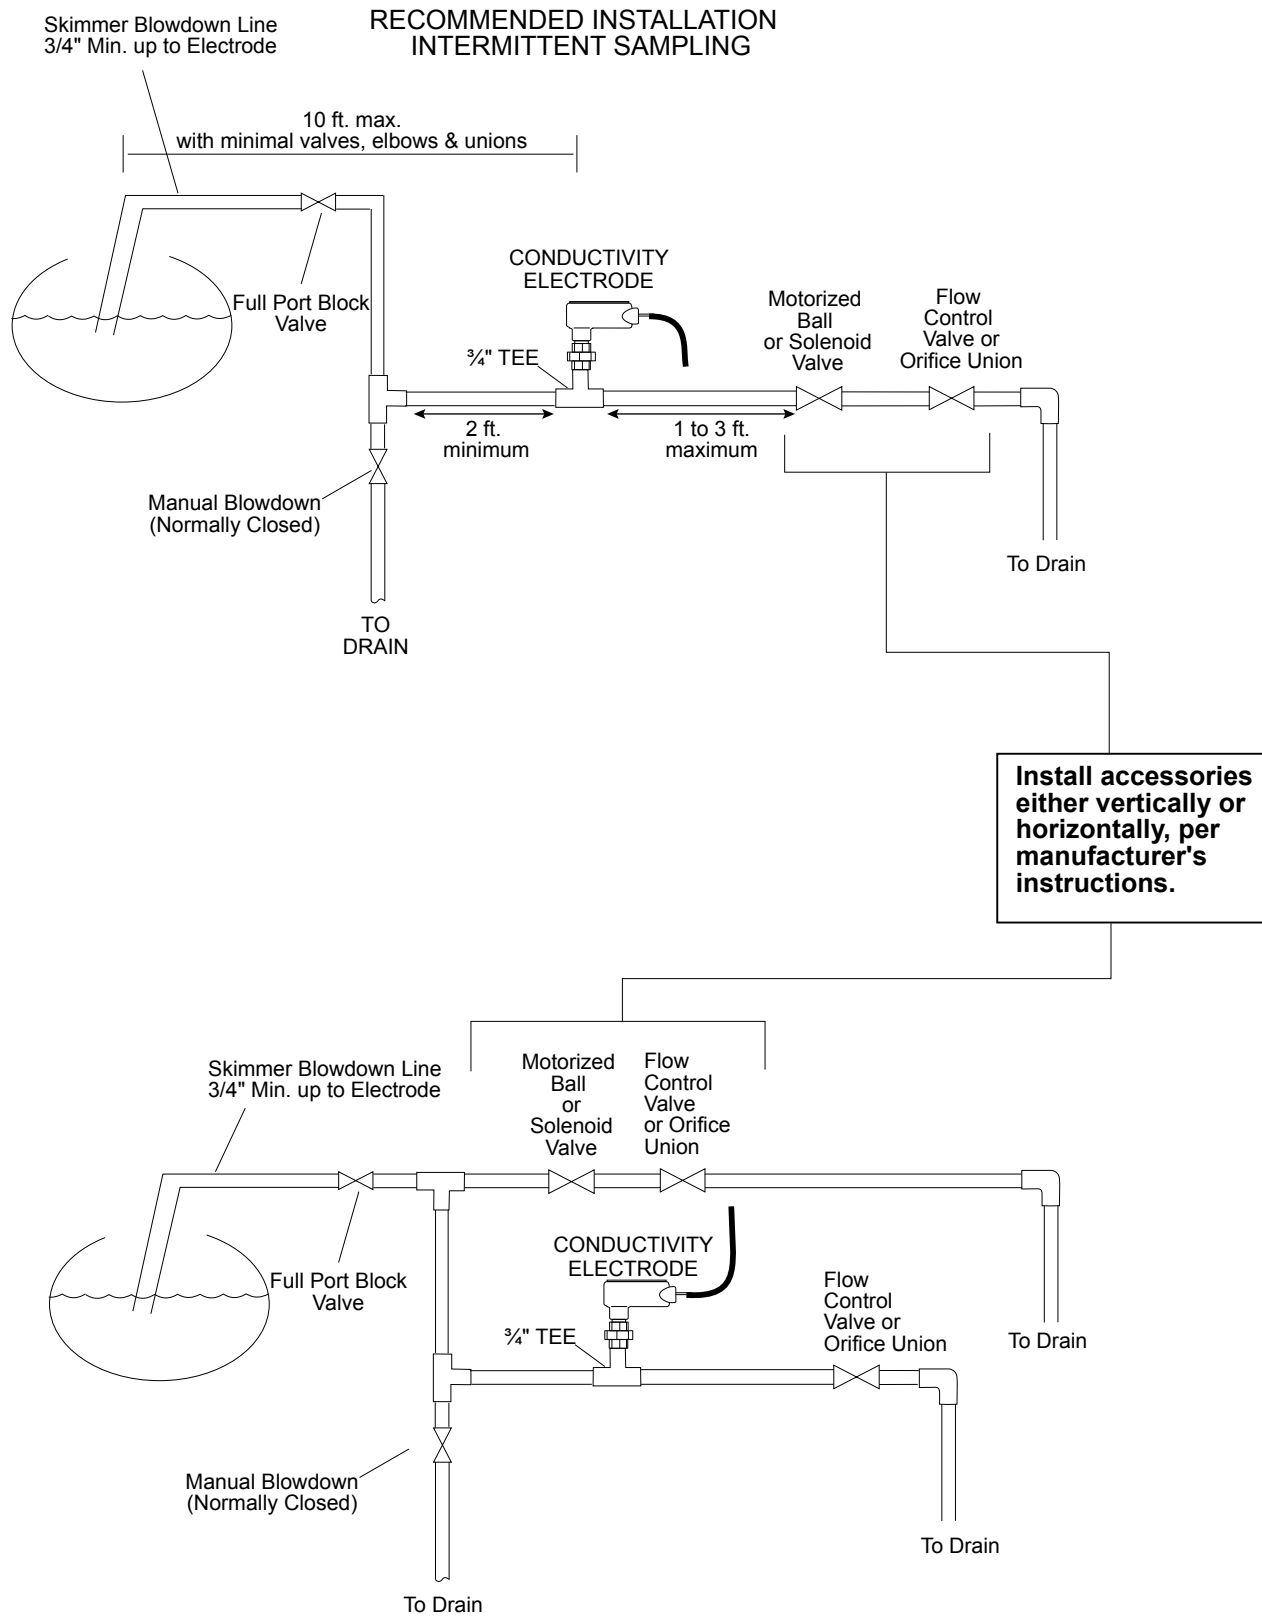 Skimmer Blowdown Line
3/4" Min. up to Electrode
RECOMMENDED INSTALLATION
INTERMITTENT SAMPLING
10 ft. max.
with minimal valves, elbows & unions
Full Port Block
Valve
CONDUCTIVITY
ELECTRODE
¾" TEE
Motorized
Ball
or Solenoid
Valve
Flow
Control
Valve or
Orifice Union
2 ft.
minimum
1 to 3 ft.
maximum
Manual Blowdown
(Normally Closed)
To Drain
TO
DRAIN
Install accessories
either vertically or
horizontally, per
manufacturer's
instructions.
Skimmer Blowdown Line
3/4" Min. up to Electrode
Motorized
Ball
or
Solenoid
Valve
Flow
Control
Valve
or Orifice
Union
Full Port Block
Valve
CONDUCTIVITY
ELECTRODE
¾" TEE
Flow
Control
Valve or
Orifice Union
To Drain
Manual Blowdown
(Normally Closed)
To Drain
To Drain